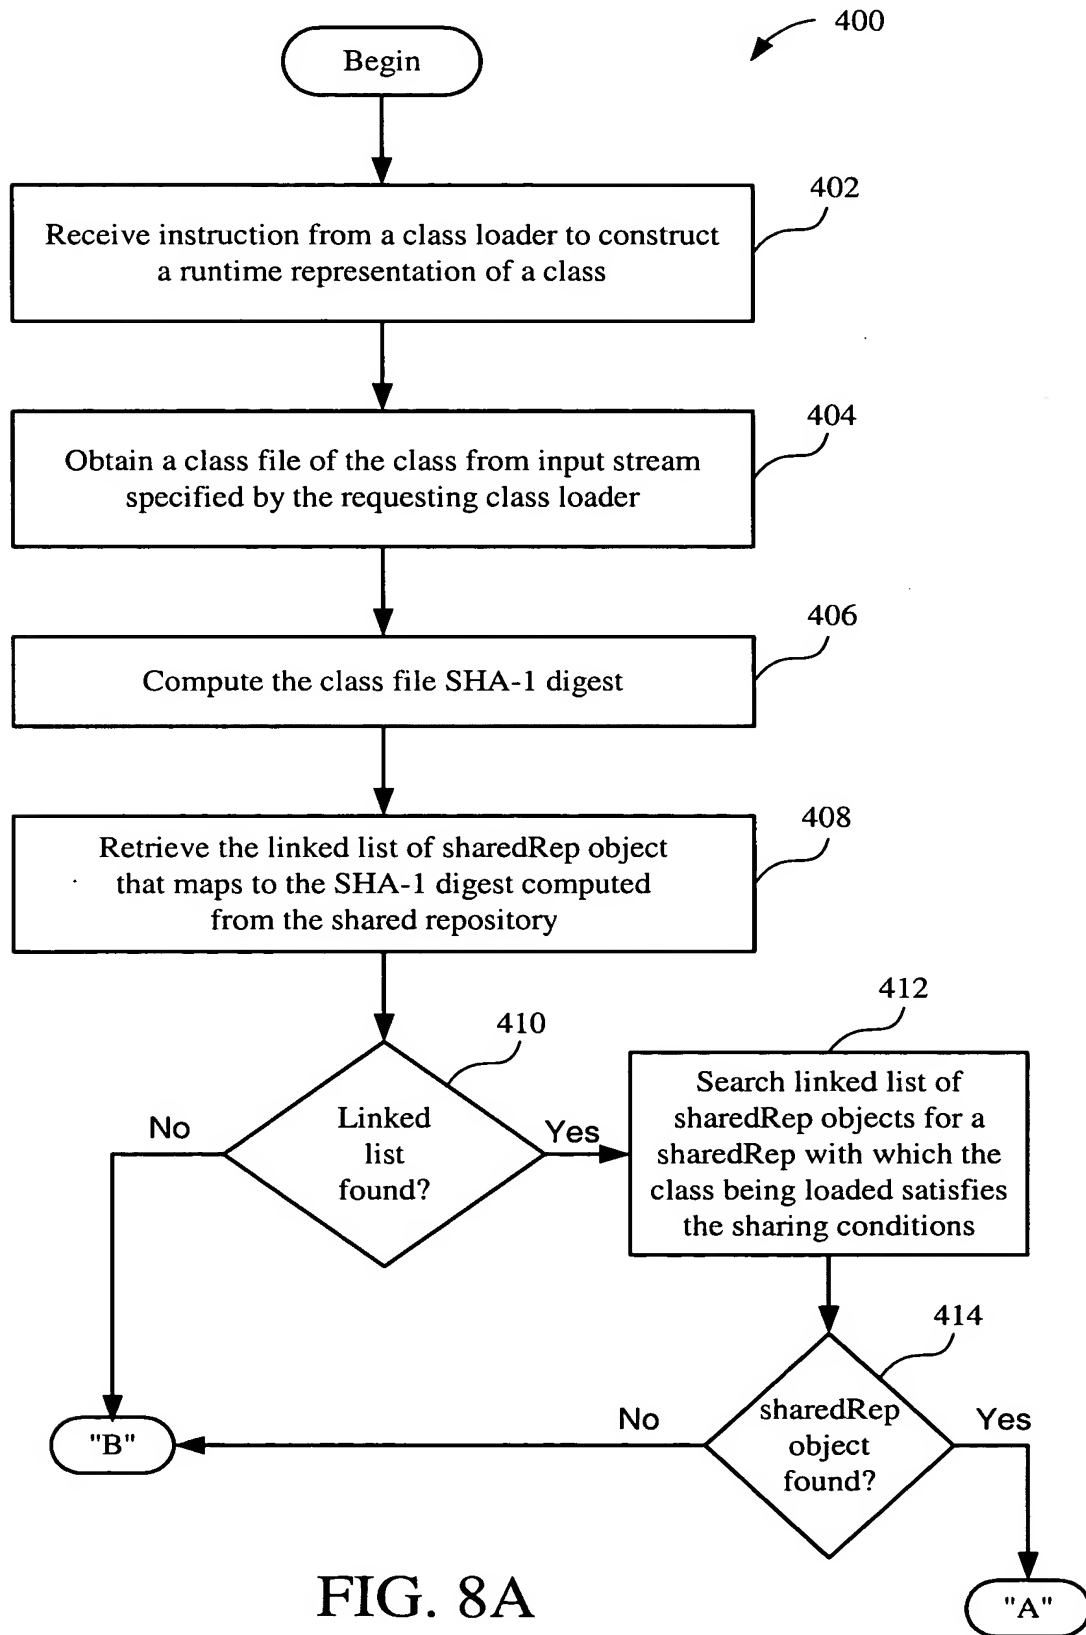 400
Begin
402
Receive instruction from a class loader to construct
a runtime representation of a class
404
Obtain a class file of the class from input stream
specified by the requesting class loader
406
Compute the class file SHA-1 digest
408
Retrieve the linked list of sharedRep object
that maps to the SHA-1 digest computed
from the shared repository
410
Linked
list
found?
No
Yes
412
Search linked list of
sharedRep objects for a
sharedRep with which the
class being loaded satisfies
the sharing conditions
414
sharedRep
object
found?
No
Yes
"B"
"A"
FIG. 8A